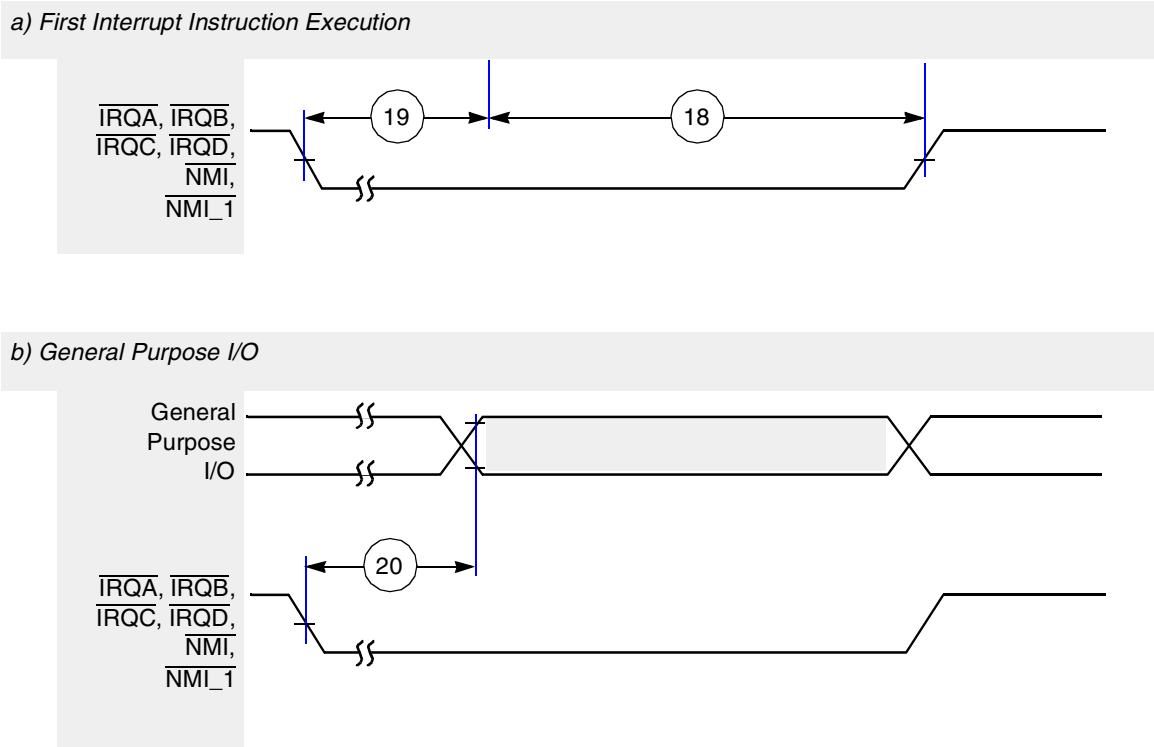 a) First Interrupt Instruction Execution
IRQA, IRQB,
IRQC, IRQD,
NMI,
NMI_1
19
18
b) General Purpose I/O
General
Purpose
I/O
20
IRQA, IRQB,
IRQC, IRQD,
NMI,
NMI_1